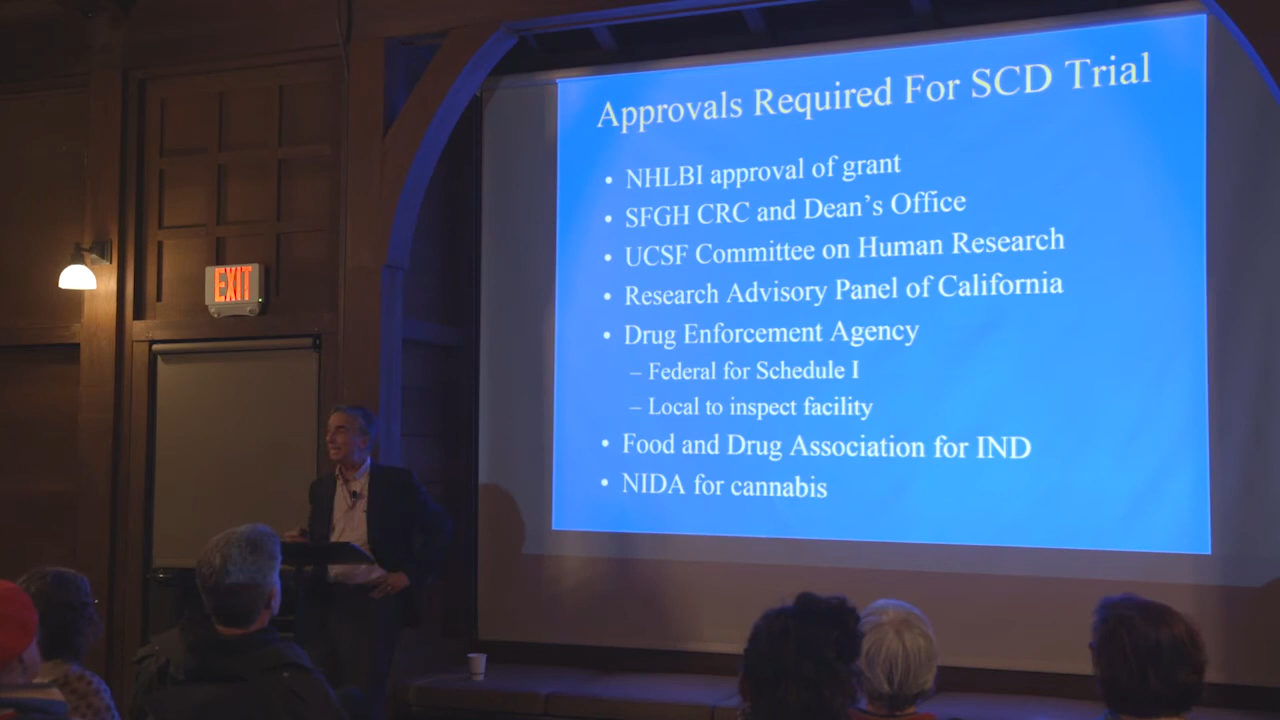 Approvals Required For SCD Trial
• NHLBI approval of grant
• SFGH CRC and Dean's Office
• UCSF Committee on Human Research
• Research Advisory Panel of California
• Drug Enforcement Agency
– Federal for Schedule I
– Local to inspect facility
• Food and Drug Association for IND
• NIDA for cannabis
EXIT